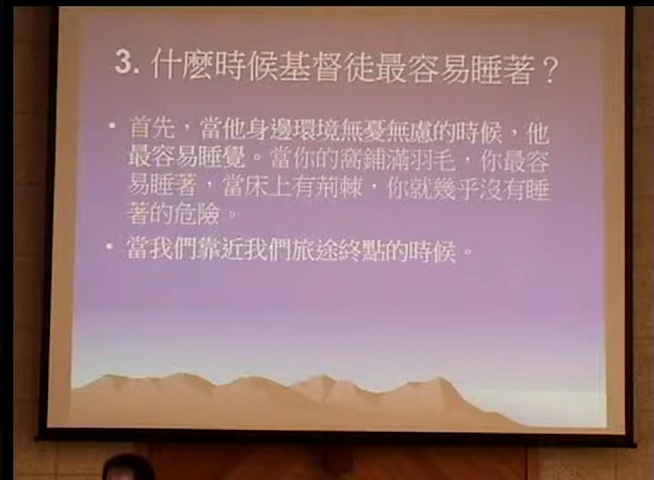 3. 什麼時候基督徒最容易睡著？
• 首先，當他身邊環境無憂無慮的時候，他
最容易睡覺。當你的窩鋪滿羽毛，你最容
易睡著，當床上有荊棘，你就幾乎沒有睡
著的危險。
• 當我們靠近我們旅途終點的時候。